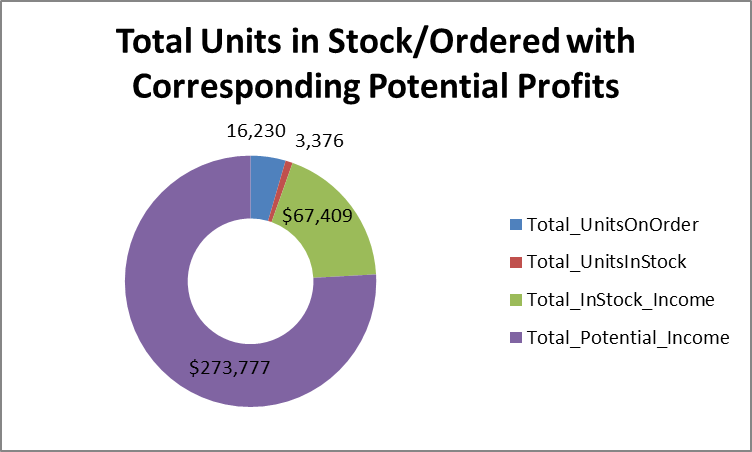 Total Units in Stock/Ordered with
Corresponding Potential Profits
16,230
3,376
$67,409
$273,777
Total_UnitsOnOrder
Total_UnitsInStock
Total_InStock_Income
Total_Potential_Income